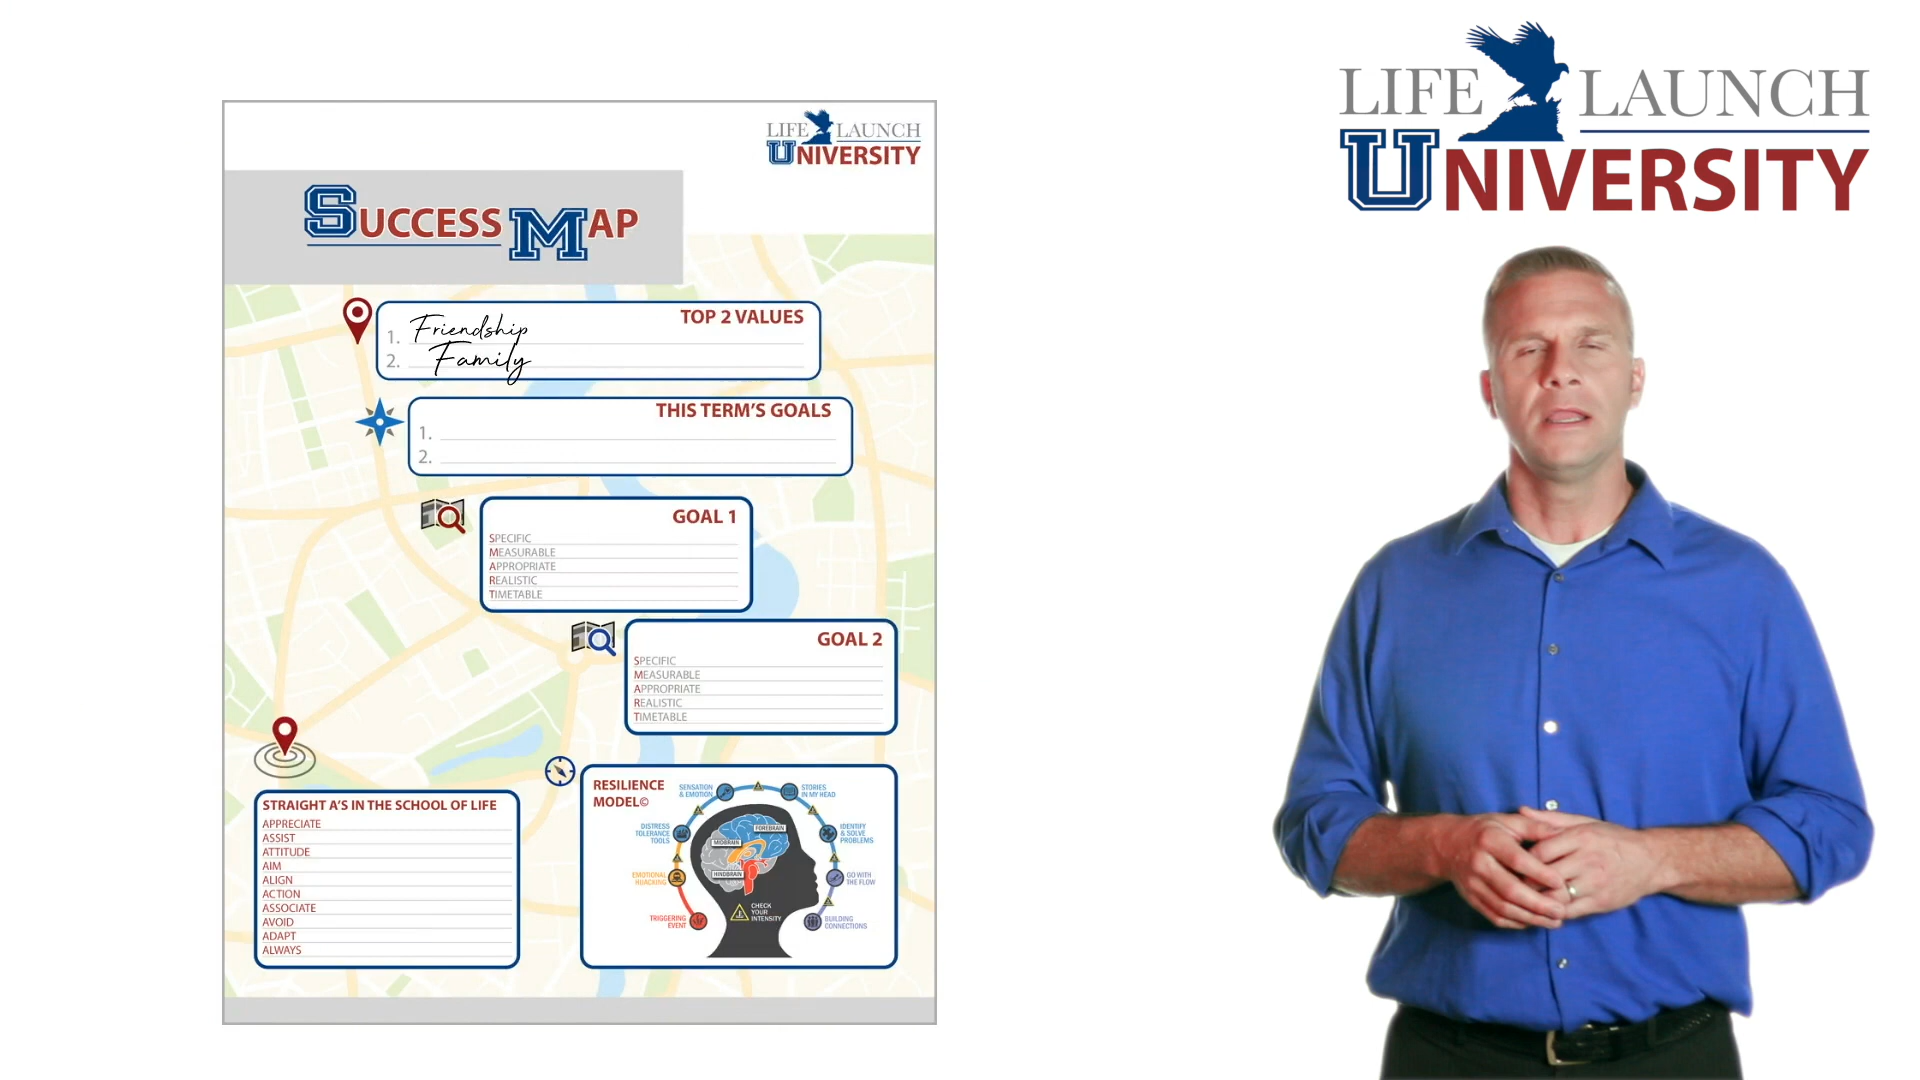 LIFE LAUNCH
UNIVERSITY
SUCCESS MAP
TOP 2 VALUES
1. Friendship
2. Family
THIS TERM'S GOALS
1.
2.
GOAL 1
SPECIFIC
MEASURABLE
APPROPRIATE
REALISTIC
TIMETABLE
GOAL 2
SPECIFIC
MEASURABLE
APPROPRIATE
REALISTIC
TIMETABLE
STRAIGHT A'S IN THE SCHOOL OF LIFE
APPRECIATE
ASSIST
ATTITUDE
AIM
ALIGN
ACTION
ASSOCIATE
AVOID
ADAPT
ALWAYS
RESILIENCE
MODEL©
SENSATION
& EMOTION
STORIES
IN MY HEAD
DISTRESS
TOLERANCE
TOOLS
IDENTIFY
& SOLVE
PROBLEMS
FOREBRAIN
MIDBRAIN
HINDBRAIN
EMOTIONAL
HIJACKING
GO WITH
THE FLOW
CHECK
YOUR
INTENSITY
TRIGGERING
EVENT
BUILDING
CONNECTIONS
LIFE LAUNCH
UNIVERSITY